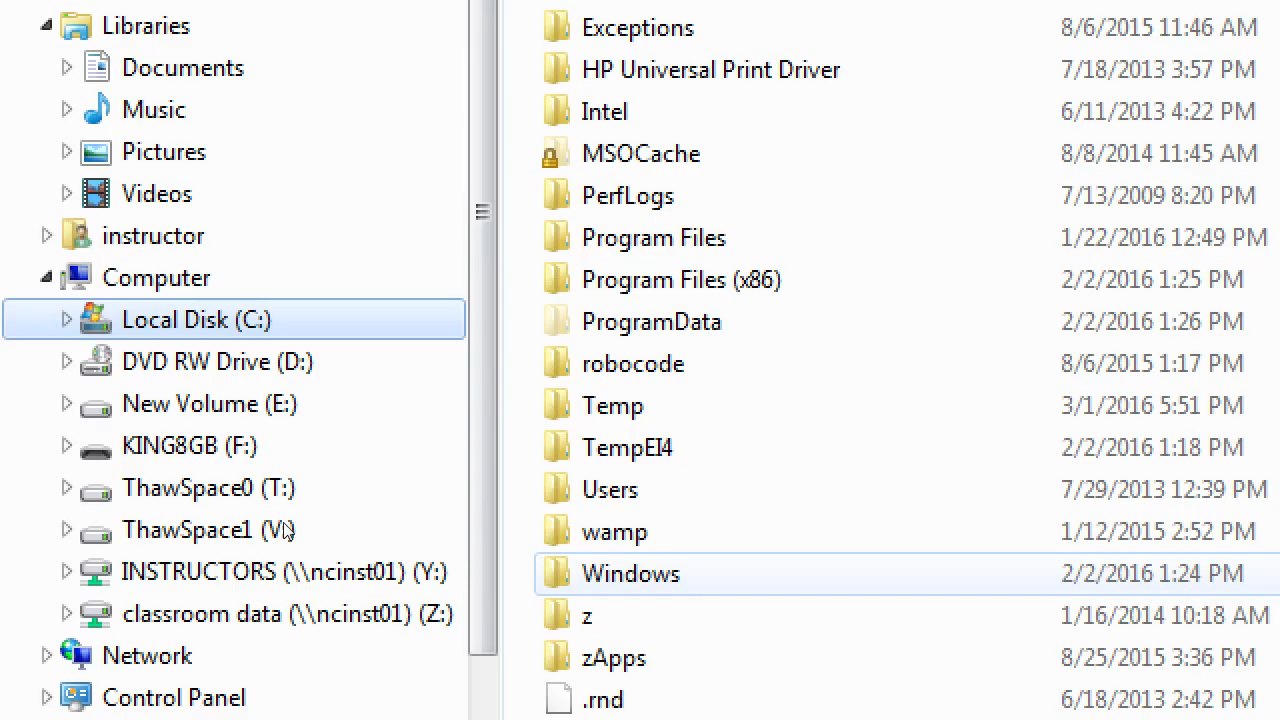 Libraries
Documents
Music
Pictures
Videos
instructor
Computer
Local Disk (C:)
DVD RW Drive (D:)
New Volume (E:)
KING8GB (F:)
ThawSpace0 (T:)
ThawSpace1 (V:)
INSTRUCTORS (\\ncinst01) (Y:)
classroom data (\\ncinst01) (Z:)
Network
Control Panel
Exceptions 8/6/2015 11:46 AM
HP Universal Print Driver 7/18/2013 3:57 PM
Intel 6/11/2013 4:22 PM
MSOCache 8/8/2014 11:45 AM
PerfLogs 7/13/2009 8:20 PM
Program Files 1/22/2016 12:49 PM
Program Files (x86) 2/2/2016 1:25 PM
ProgramData 2/2/2016 1:26 PM
robocode 8/6/2015 1:17 PM
Temp 3/1/2016 5:51 PM
TempEI4 2/2/2016 1:18 PM
Users 7/29/2013 12:39 PM
wamp 1/12/2015 2:52 PM
Windows 2/2/2016 1:24 PM
z 1/16/2014 10:18 AM
zApps 8/25/2015 3:36 PM
.rnd 6/18/2013 2:42 PM